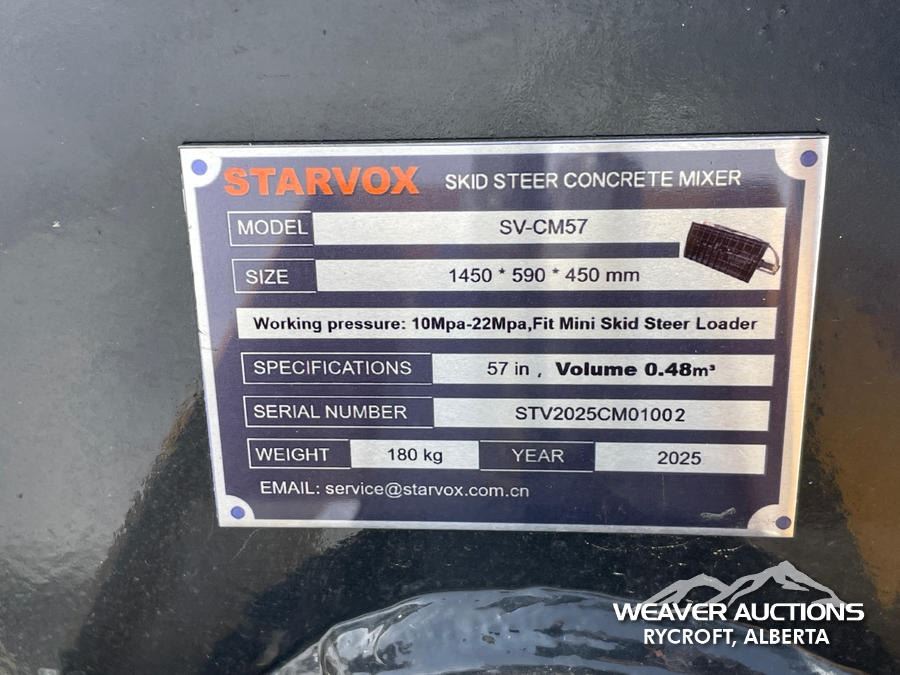 STARVOX SKID STEER CONCRETE MIXER
MODEL SV-CM57
SIZE 1450 * 590 * 450 mm
Working pressure: 10Mpa-22Mpa,Fit Mini Skid Steer Loader
SPECIFICATIONS 57 in , Volume 0.48m³
SERIAL NUMBER STV2025CM01002
WEIGHT 180 kg YEAR 2025
EMAIL: service@starvox.com.cn
WEAVER AUCTIONS
RYCROFT, ALBERTA